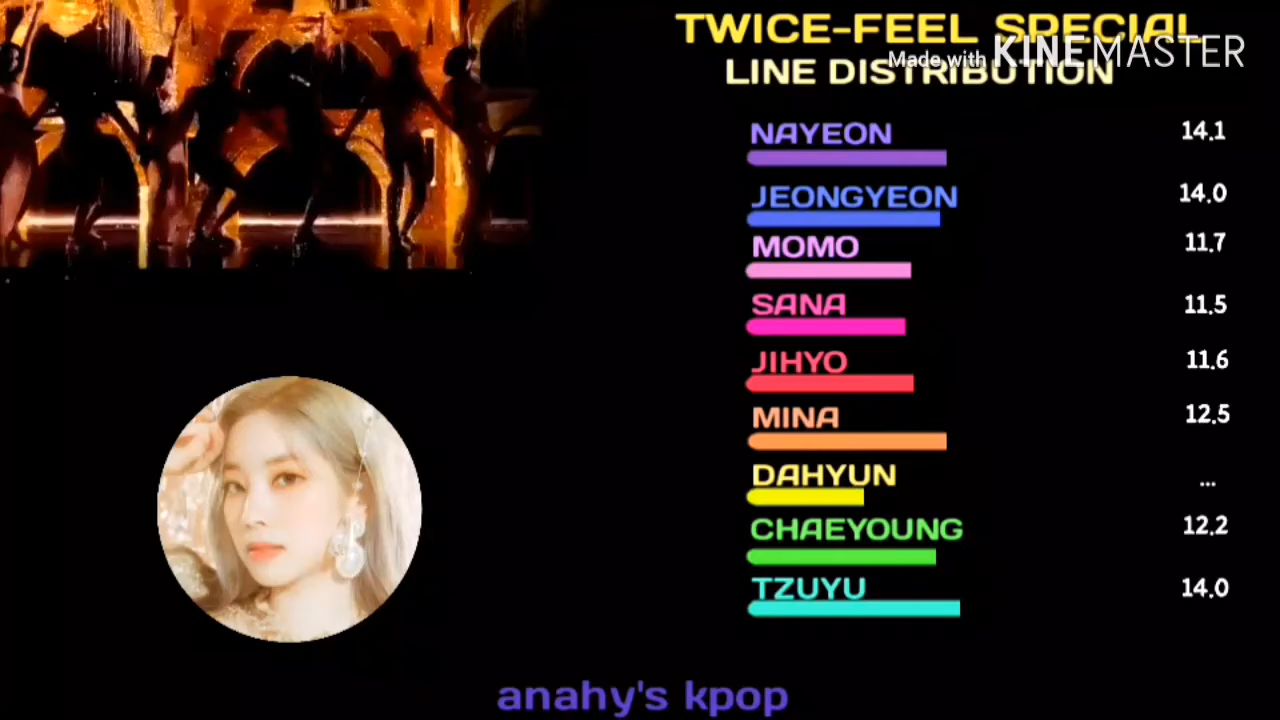 TWICE-FEEL SPECIAL
Made with KINEMASTER
LINE DISTRIBUTION
NAYEON 14.1
JEONGYEON 14.0
MOMO 11.7
SANA 11.5
JIHYO 11.6
MINA 12.5
DAHYUN ...
CHAEYOUNG 12.2
TZUYU 14.0
anahy's kpop